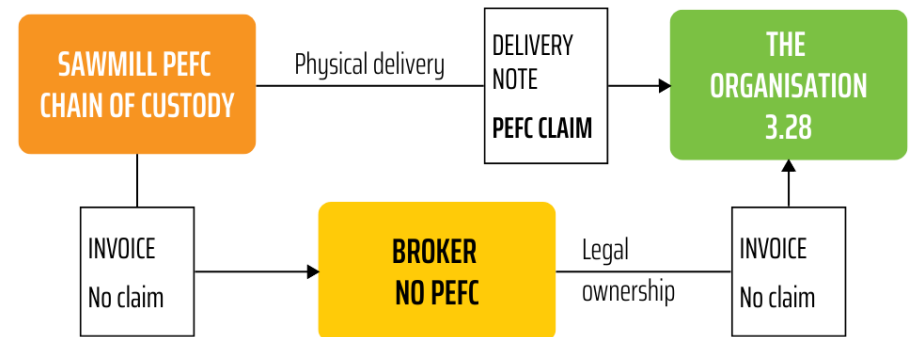 SAWMILL PEFC
CHAIN OF CUSTODY
Physical delivery
DELIVERY
NOTE
PEFC CLAIM
THE
ORGANISATION
3.28
INVOICE
No claim
BROKER
NO PEFC
Legal
ownership
INVOICE
No claim